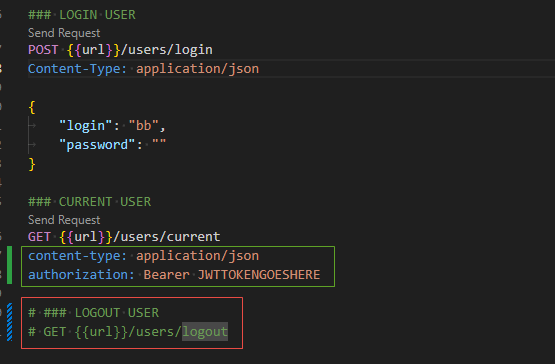 ### LOGIN USER
Send Request
POST {{url}}/users/login
Content-Type: application/json
{
"login": "bb",
"password": ""
}
### CURRENT USER
Send Request
GET {{url}}/users/current
content-type: application/json
authorization: Bearer JWTTOKENGOESHERE
# ### LOGOUT USER
# GET {{url}}/users/logout